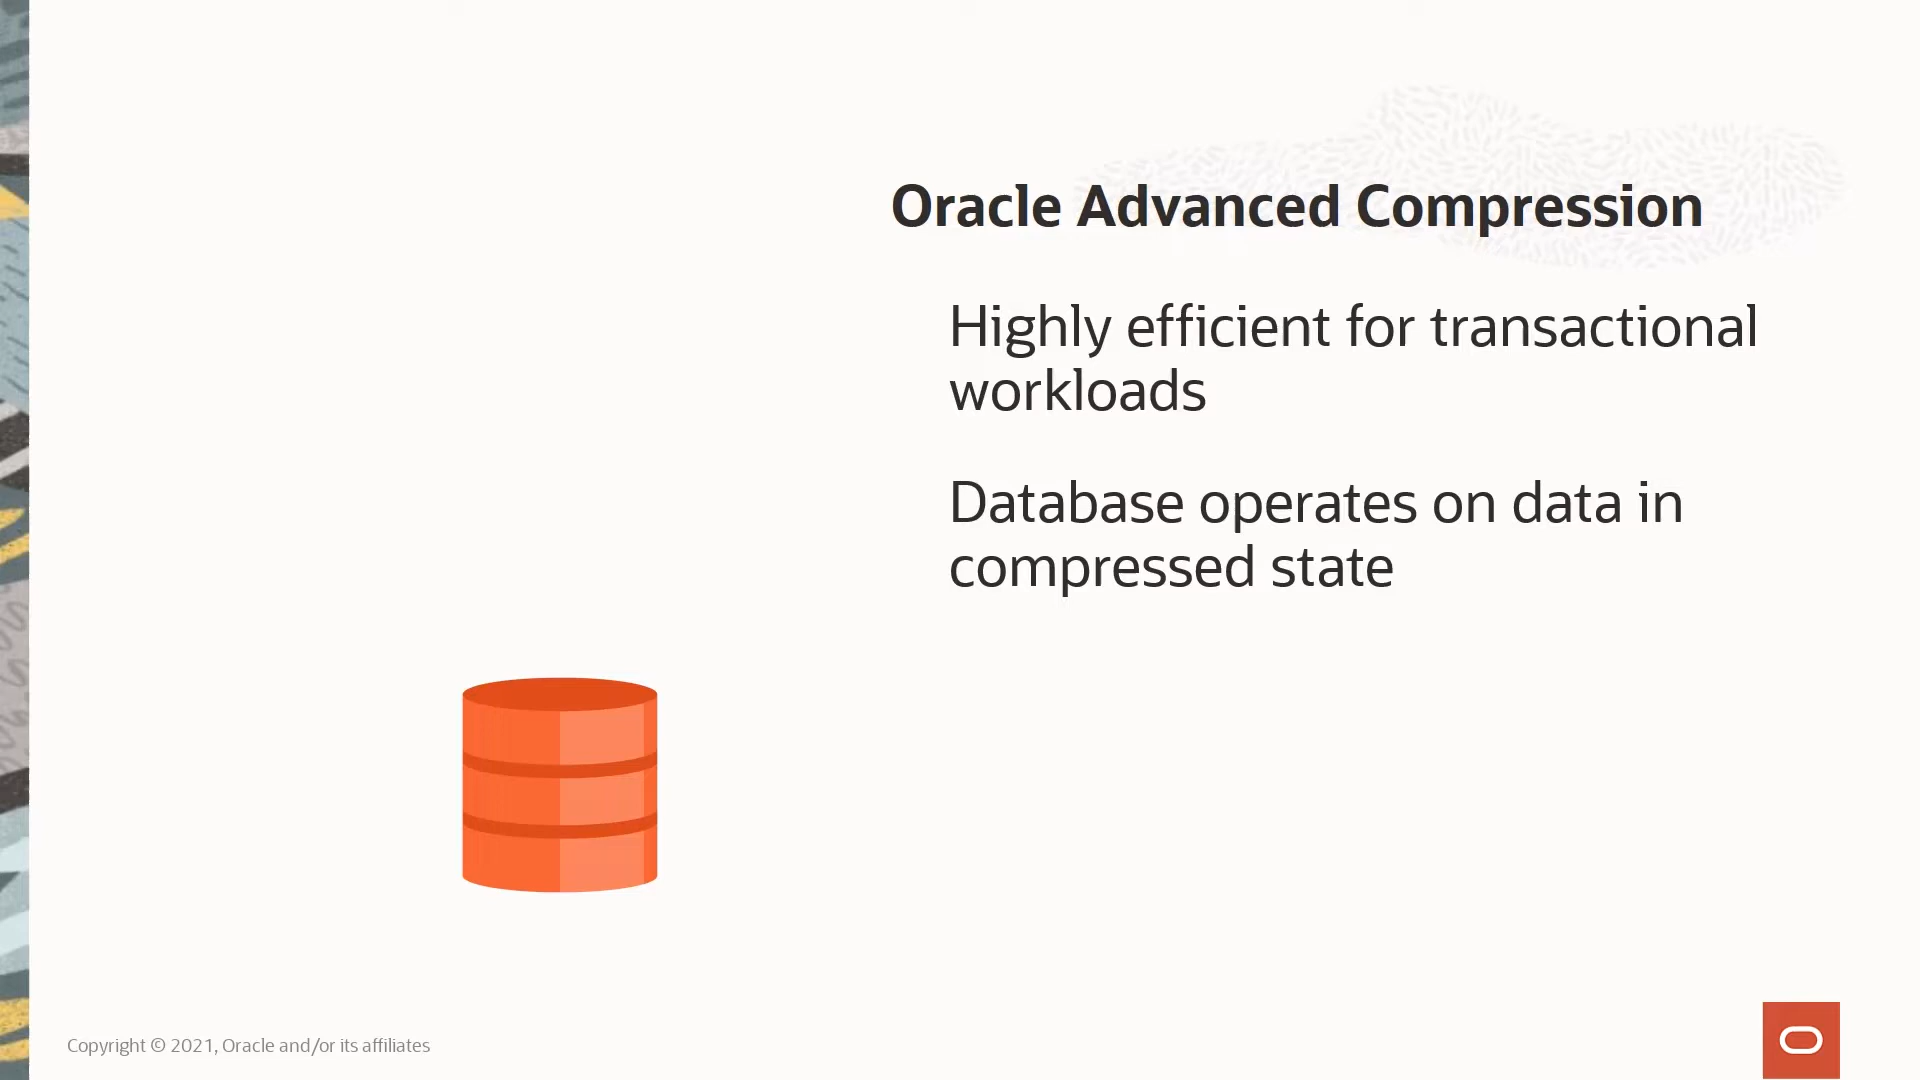 Oracle Advanced Compression
Highly efficient for transactional
workloads
Database operates on data in
compressed state
Copyright © 2021, Oracle and/or its affiliates